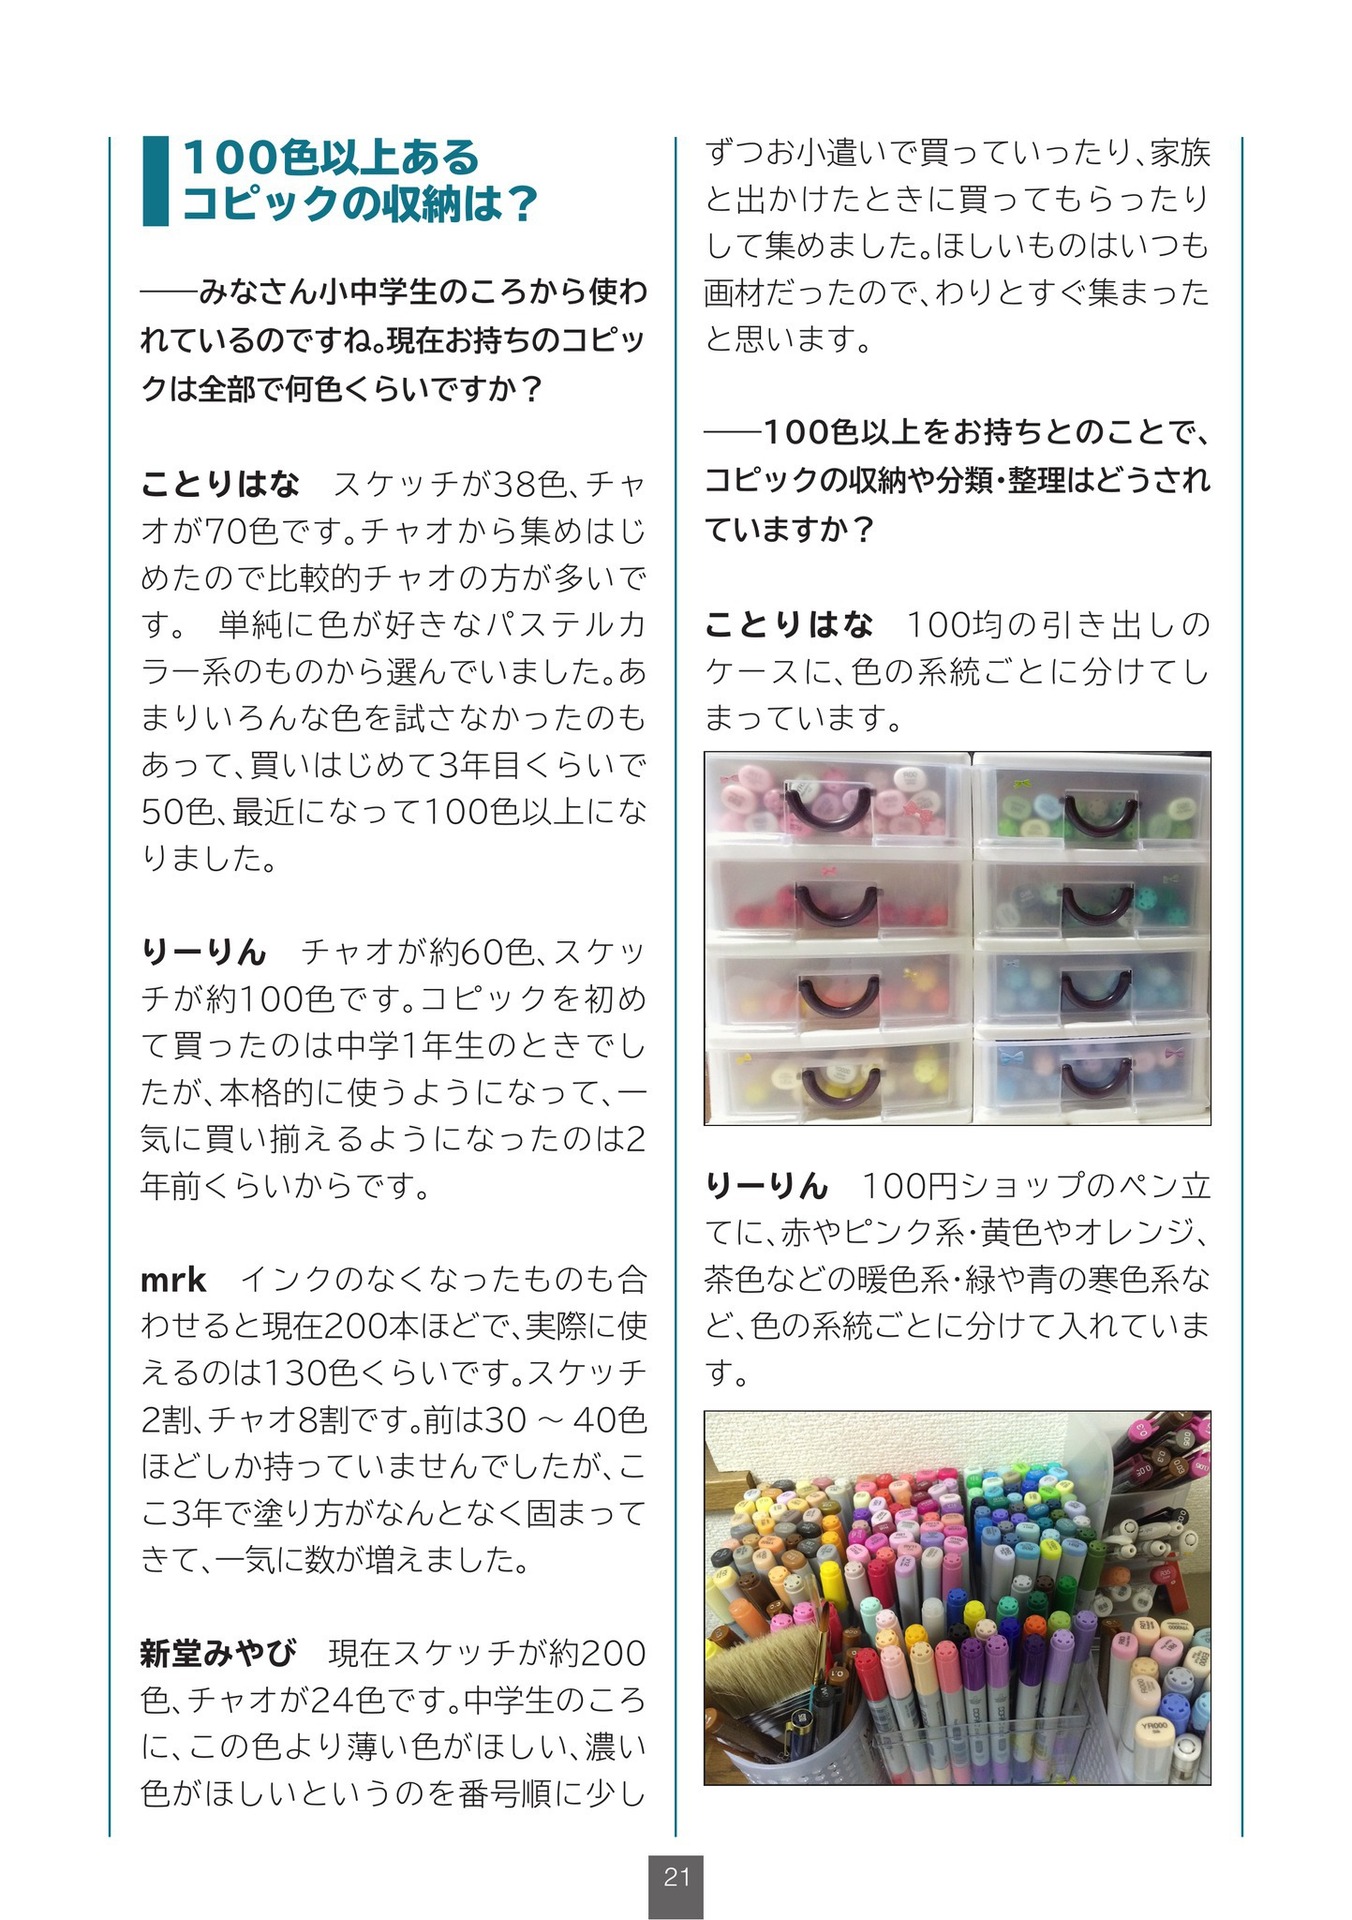 100色以上ある
コピックの収納は？
――みなさん小中学生のころから使わ
れているのですね。現在お持ちのコピッ
クは全部で何色くらいですか？
ことりはな　スケッチが38色、チャ
オが70色です。チャオから集めはじ
めたので比較的チャオの方が多いで
す。　単純に色が好きなパステルカ
ラー系のものから選んでいました。あ
まりいろんな色を試さなかったのも
あって、買いはじめて3年目くらいで
50色、最近になって100色以上にな
りました。
りーりん　チャオが約60色、スケッ
チが約100色です。コピックを初め
て買ったのは中学1年生のときでし
たが、本格的に使うようになって、一
気に買い揃えるようになったのは2
年前くらいからです。
mrk　インクのなくなったものも合
わせると現在200本ほどで、実際に使
えるのは130色くらいです。スケッチ
2割、チャオ8割です。前は30 ～ 40色
ほどしか持っていませんでしたが、こ
こ3年で塗り方がなんとなく固まって
きて、一気に数が増えました。
新堂みやび　現在スケッチが約200
色、チャオが24色です。中学生のころ
に、この色より薄い色がほしい、濃い
色がほしいというのを番号順に少し
ずつお小遣いで買っていったり、家族
と出かけたときに買ってもらったり
して集めました。ほしいものはいつも
画材だったので、わりとすぐ集まった
と思います。
――100色以上をお持ちとのことで、
コピックの収納や分類・整理はどうされ
ていますか？
ことりはな　100均の引き出しの
ケースに、色の系統ごとに分けてし
まっています。
りーりん　100円ショップのペン立
てに、赤やピンク系・黄色やオレンジ、
茶色などの暖色系・緑や青の寒色系な
ど、色の系統ごとに分けて入れていま
す。
YR000
21